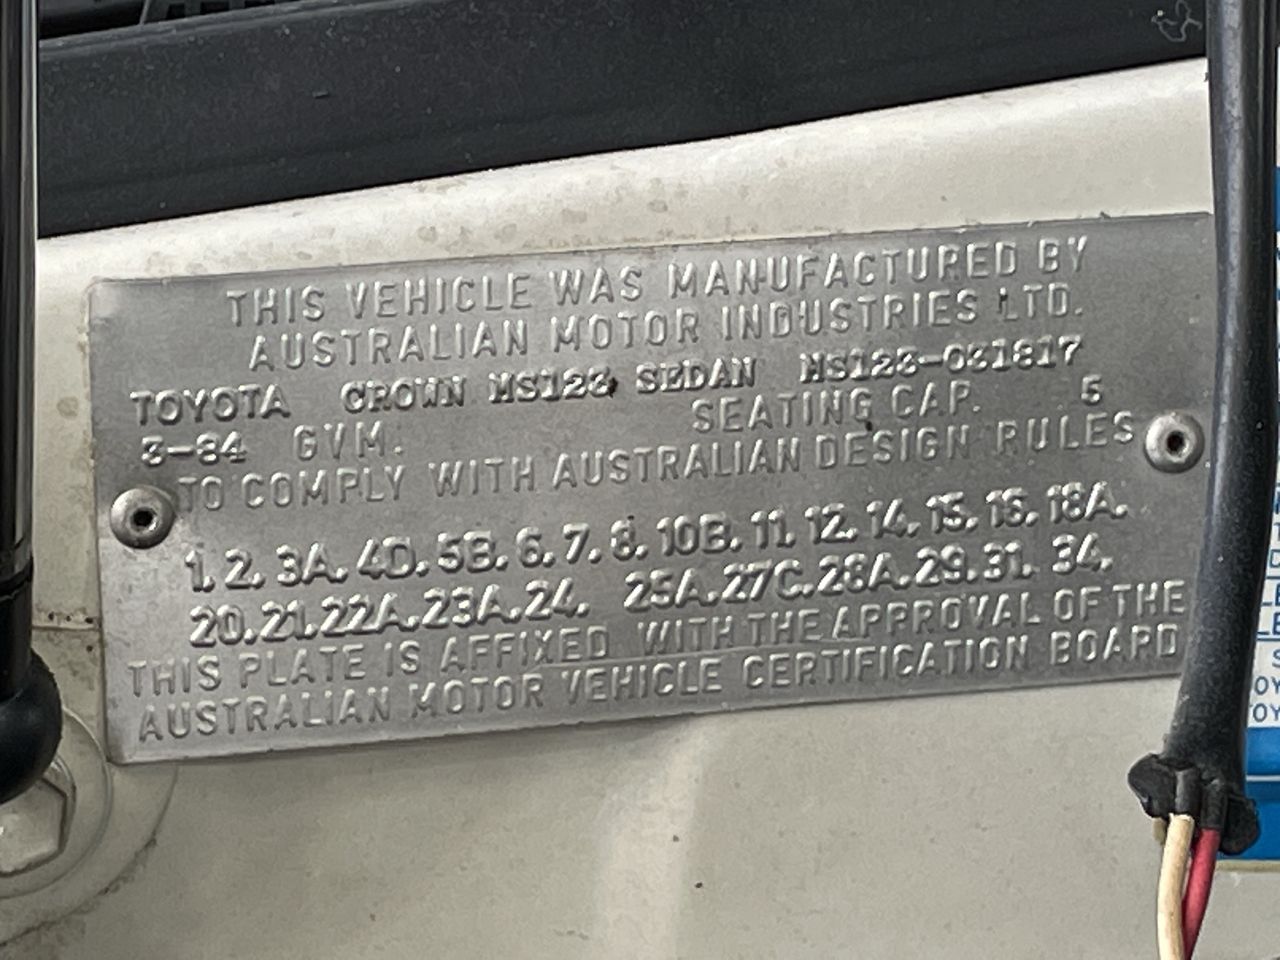 THIS VEHICLE WAS MANUFACTURED BY
AUSTRALIAN MOTOR INDUSTRIES LTD.
TOYOTA CROWN MS123 SEDAN MS123-031817
3-84 GVM. SEATING CAP. 5
TO COMPLY WITH AUSTRALIAN DESIGN RULES
1. 2. 3A. 4D. 5B. 6. 7. 8. 10B. 11. 12. 14. 15. 16. 18A.
20. 21. 22A. 23A. 24. 25A. 27C. 28A. 29. 31. 34.
THIS PLATE IS AFFIXED WITH THE APPROVAL OF THE
AUSTRALIAN MOTOR VEHICLE CERTIFICATION BOARD